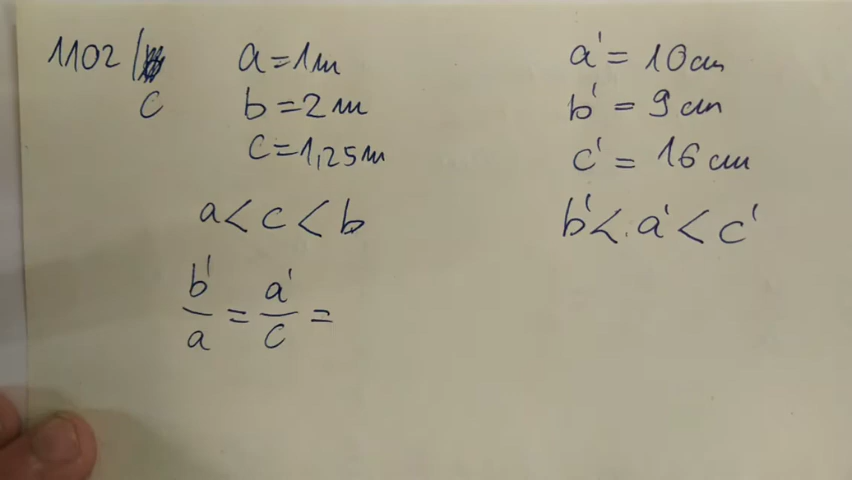 1102/
c
a = 1m
b = 2m
c = 1,25m
a' = 10cm
b' = 9cm
c' = 16cm
a < c < b
b' < a' < c'
b'/a = a'/c =